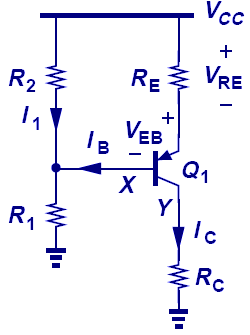 V_CC
R_2 R_E + V_RE −
I_1 I_B V_EB + −
Q_1
X
R_1 Y I_C
R_C